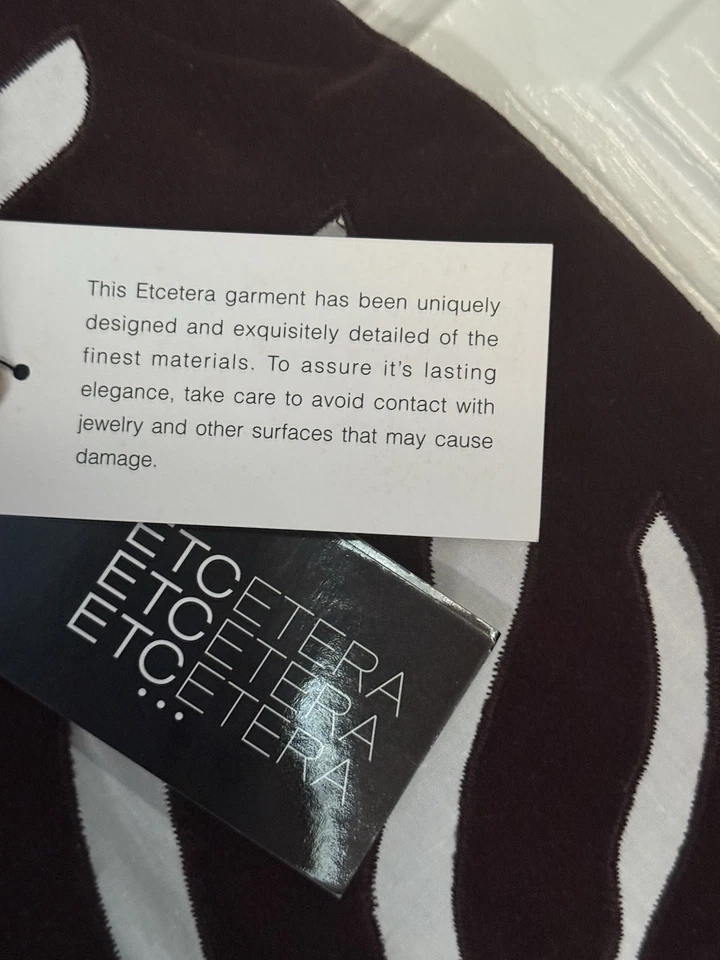 This Etcetera garment has been uniquely
designed and exquisitely detailed of the
finest materials. To assure it's lasting
elegance, take care to avoid contact with
jewelry and other surfaces that may cause
damage.
ETCETERA
ETCETERA
ETCETERA
...